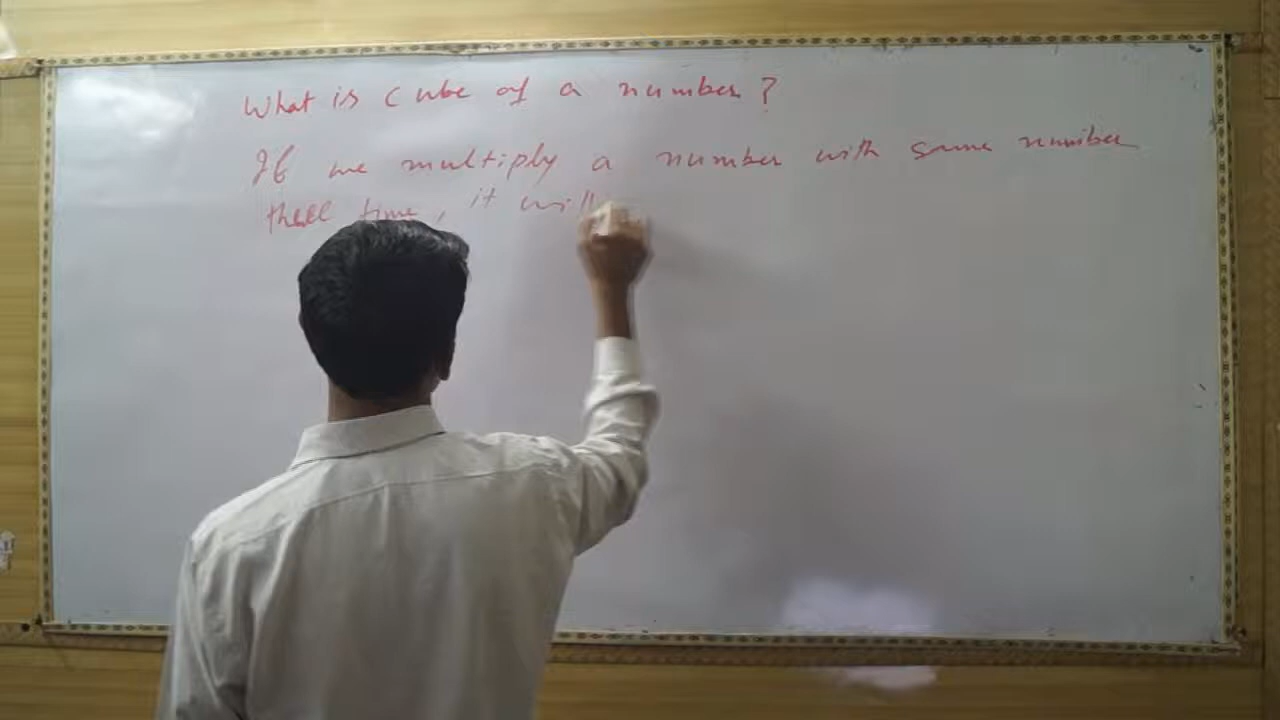 What is cube of a number?
If we multiply a number with same number
three time, it will